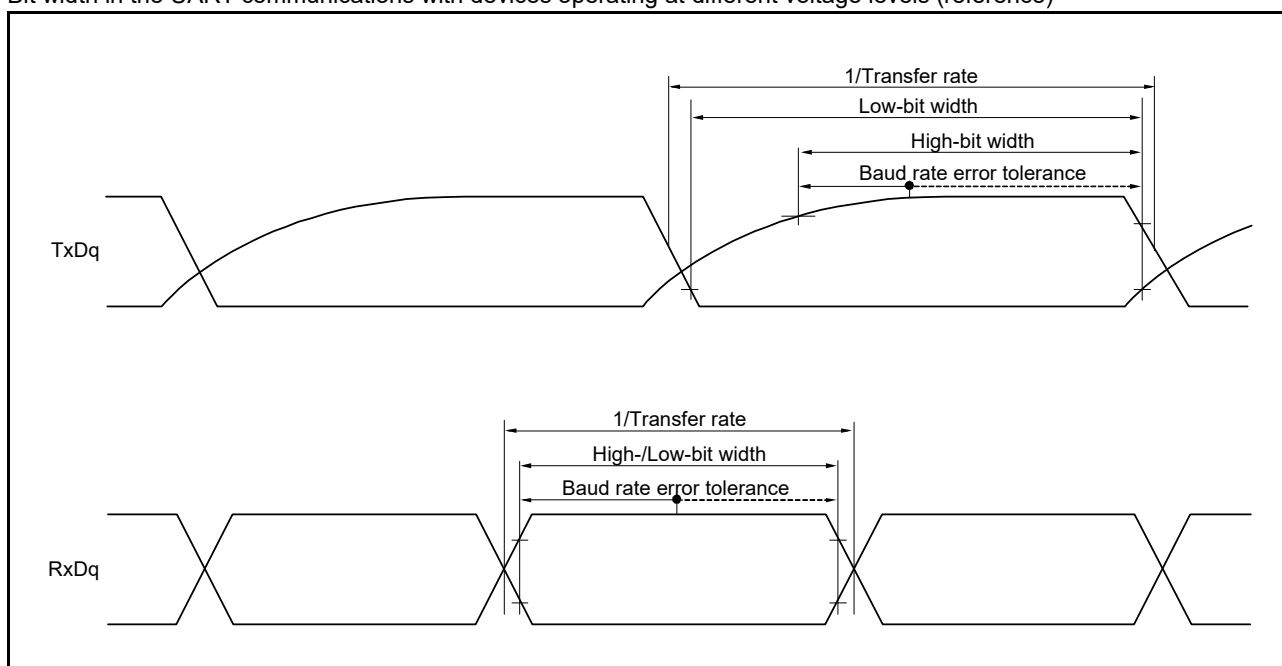 Bit width in the UART communications with devices operating at different voltage levels (reference)
1/Transfer rate
Low-bit width
High-bit width
Baud rate error tolerance
TxDq
1/Transfer rate
High-/Low-bit width
Baud rate error tolerance
RxDq